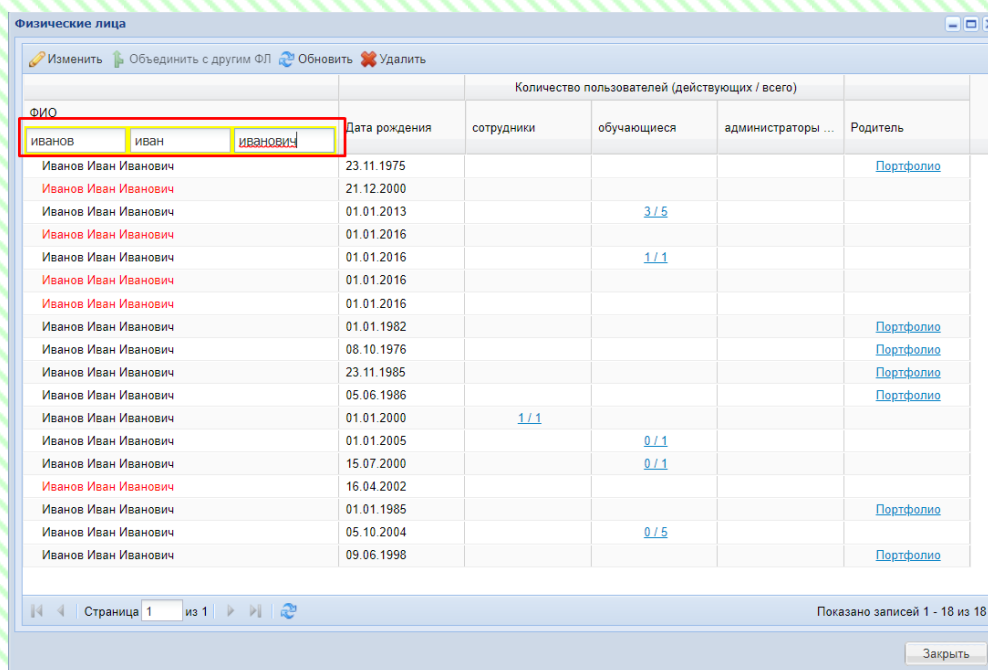 Физические лица
Изменить Объединить с другим ФЛ Обновить Удалить
Количество пользователей (действующих / всего)
ФИО
Дата рождения сотрудники обучающиеся администраторы ... Родитель
иванов иван иванович
Иванов Иван Иванович 23.11.1975 Портфолио
Иванов Иван Иванович 21.12.2000
Иванов Иван Иванович 01.01.2013 3 / 5
Иванов Иван Иванович 01.01.2016
Иванов Иван Иванович 01.01.2016 1 / 1
Иванов Иван Иванович 01.01.2016
Иванов Иван Иванович 01.01.2016
Иванов Иван Иванович 01.01.1982 Портфолио
Иванов Иван Иванович 08.10.1976 Портфолио
Иванов Иван Иванович 23.11.1985 Портфолио
Иванов Иван Иванович 05.06.1986 Портфолио
Иванов Иван Иванович 01.01.2000 1 / 1
Иванов Иван Иванович 01.01.2005 0 / 1
Иванов Иван Иванович 15.07.2000 0 / 1
Иванов Иван Иванович 16.04.2002
Иванов Иван Иванович 01.01.1985 Портфолио
Иванов Иван Иванович 05.10.2004 0 / 5
Иванов Иван Иванович 09.06.1998 Портфолио
Страница 1 из 1 Показано записей 1 - 18 из 18
Закрыть